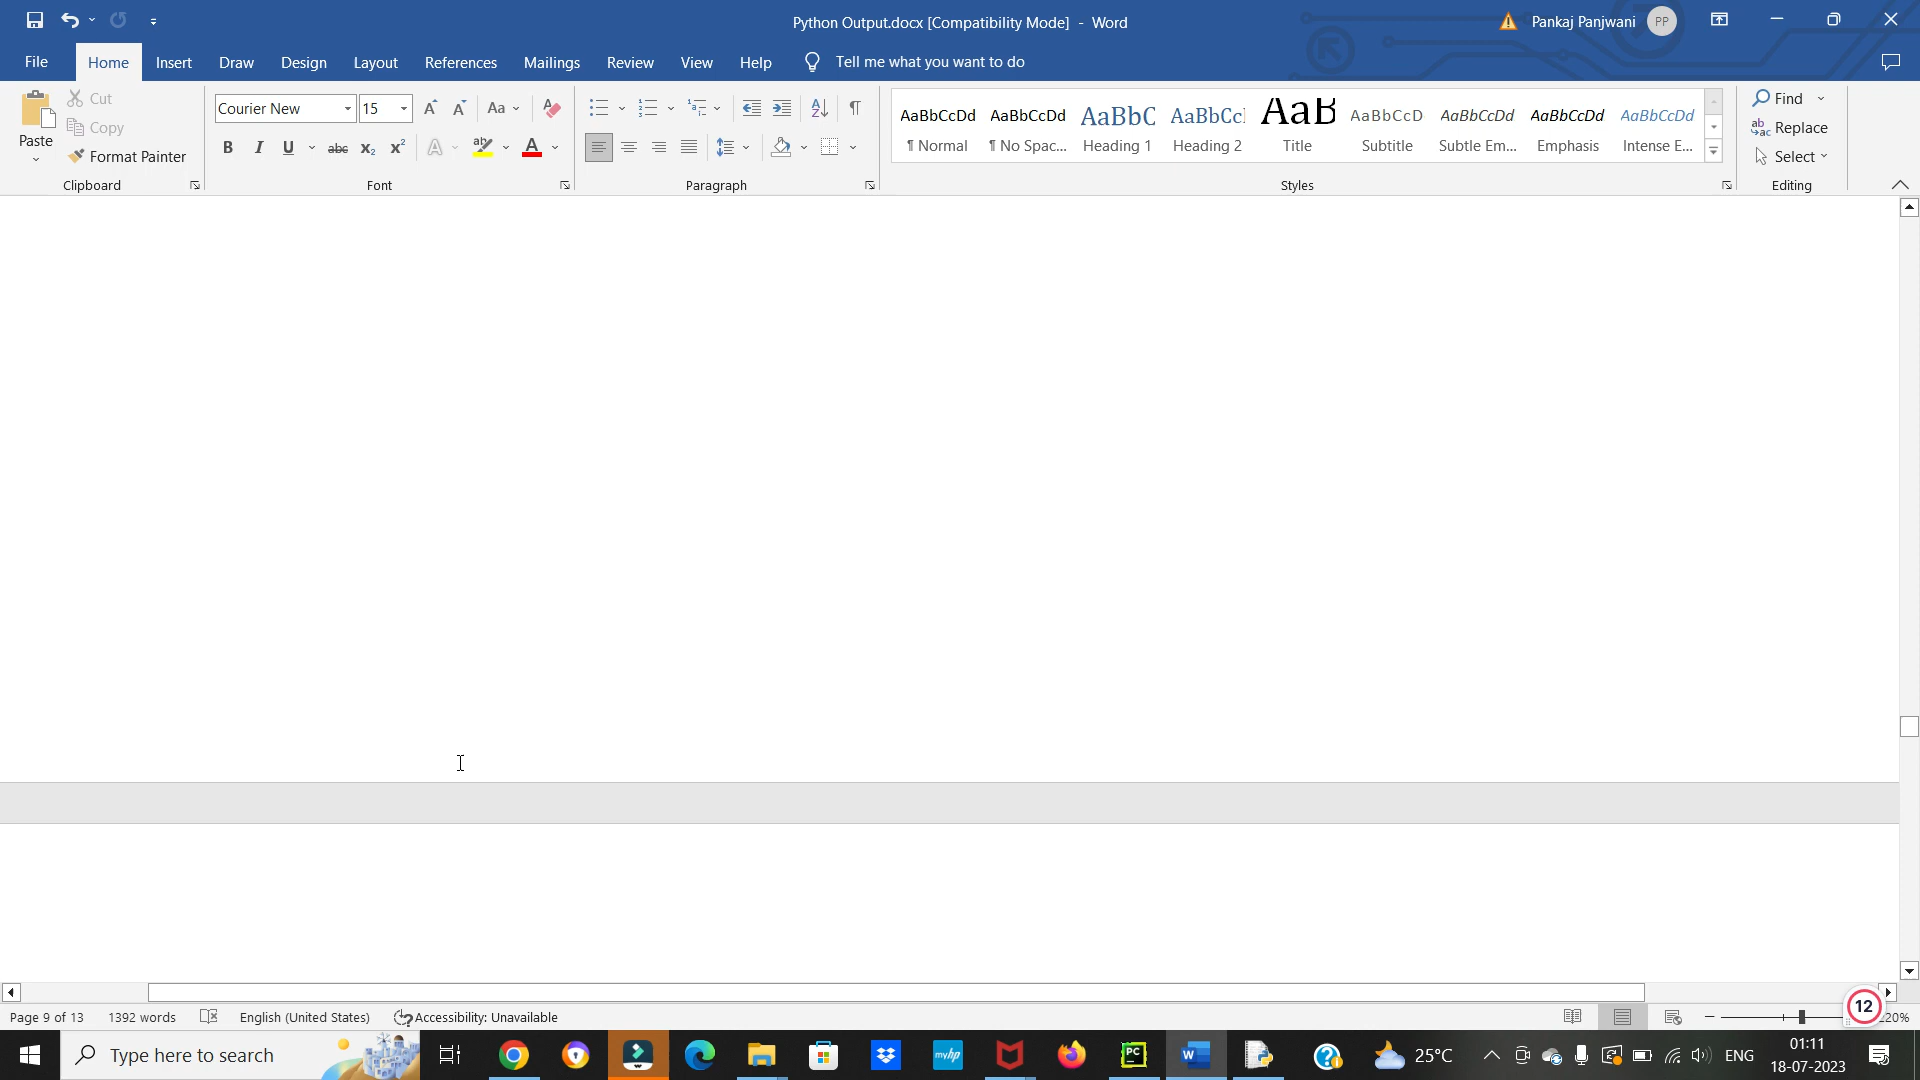 Python Output.docx [Compatibility Mode] - Word
Pankaj Panjwani
PP
File
Home
Insert
Draw
Design
Layout
References
Mailings
Review
View
Help
Tell me what you want to do
Paste
Cut
Copy
Format Painter
Clipboard
Courier New
15
Font
Paragraph
AaBbCcDd
¶ Normal
AaBbCcDd
¶ No Spac...
AaBbC
Heading 1
AaBbCc
Heading 2
AaB
Title
AaBbCcD
Subtitle
AaBbCcDd
Subtle Em...
AaBbCcDd
Emphasis
AaBbCcDd
Intense E...
Styles
Find
Replace
Select
Editing
Page 9 of 13
1392 words
English (United States)
Accessibility: Unavailable
12
20%
Type here to search
25°C
ENG
01:11
18-07-2023